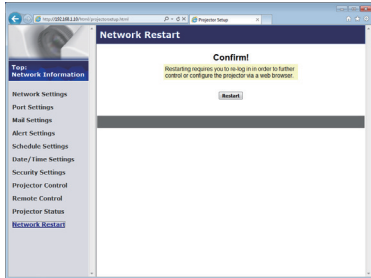 http://192.168.1.10/html/projectorsetup.html
Projector Setup
Top:
Network Information
Network Settings
Port Settings
Mail Settings
Alert Settings
Schedule Settings
Date/Time Settings
Security Settings
Projector Control
Remote Control
Projector Status
Network Restart
Network Restart
Confirm!
Restarting requires you to re-log in in order to further
control or configure the projector via a web browser.
Restart